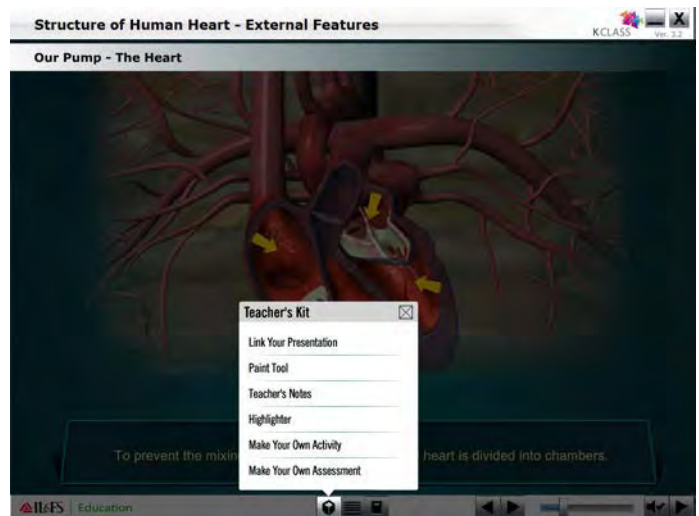 Structure of Human Heart - External Features
KCLASS
Ver. 3.2
Our Pump - The Heart
Teacher's Kit
Link Your Presentation
Paint Tool
Teacher's Notes
Highlighter
Make Your Own Activity
Make Your Own Assessment
To prevent the heart is divided into chambers.
IL&FS Education